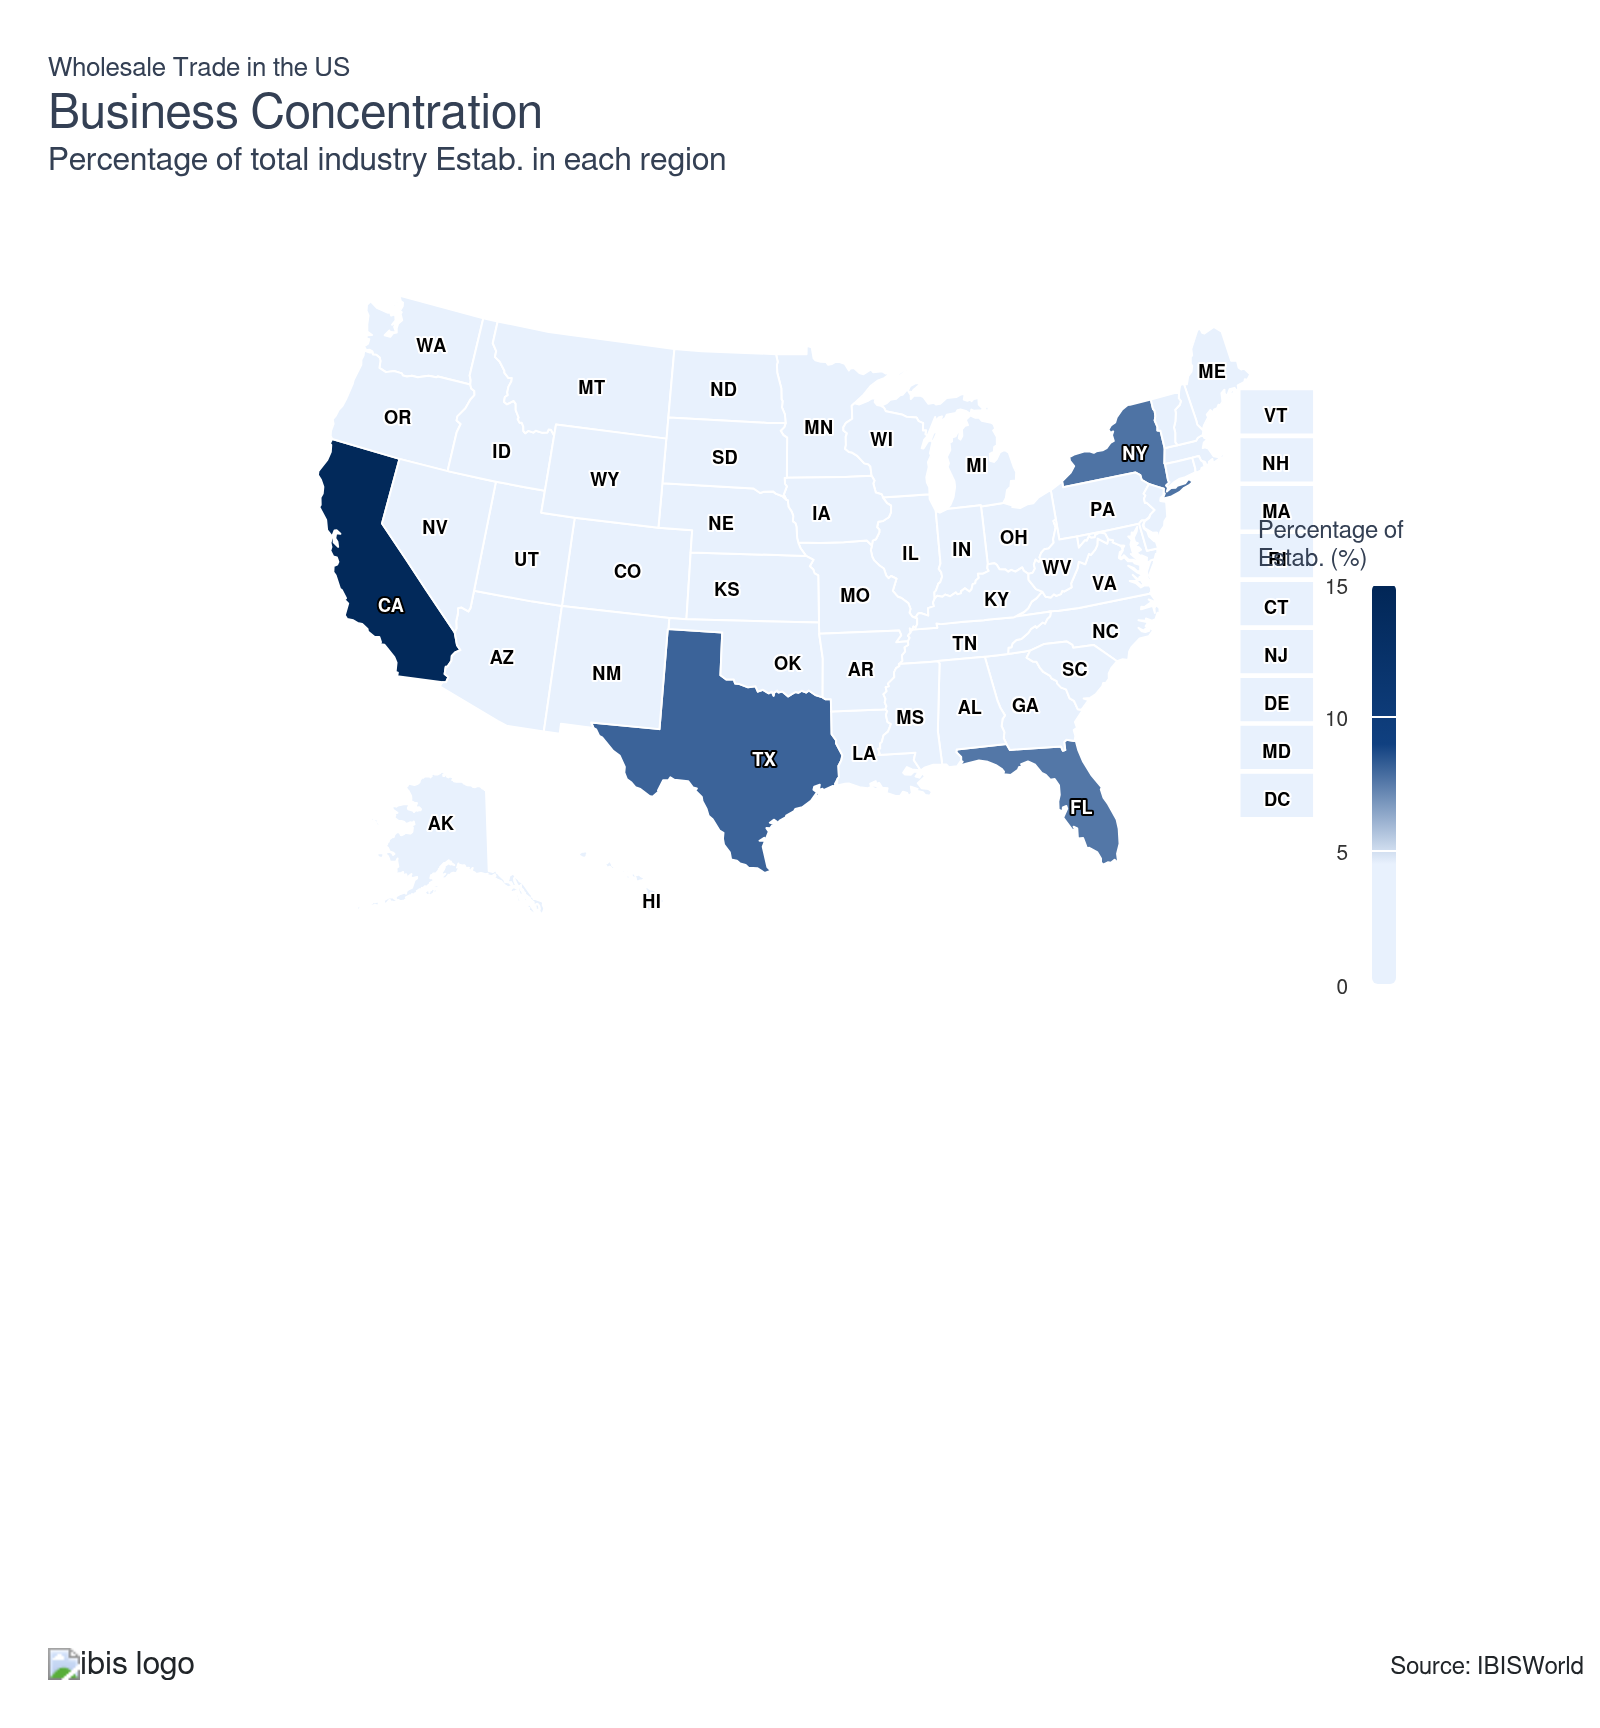 Wholesale Trade in the US
Business Concentration
Percentage of total industry Estab. in each region
WA
MT
ND
ME
OR
MN
VT
WI
ID
SD
NY
NH
MI
WY
PA
NV
NE
IA
MA
Percentage of
UT
CO
IL
IN
OH
WV
Estab. (%)
RI
KS
MO
KY
VA
15
CA
CT
NC
AZ
NM
OK
AR
TN
SC
NJ
MS
AL
GA
DE
10
TX
LA
MD
FL
DC
AK
5
HI
0
ibis logo
Source: IBISWorld